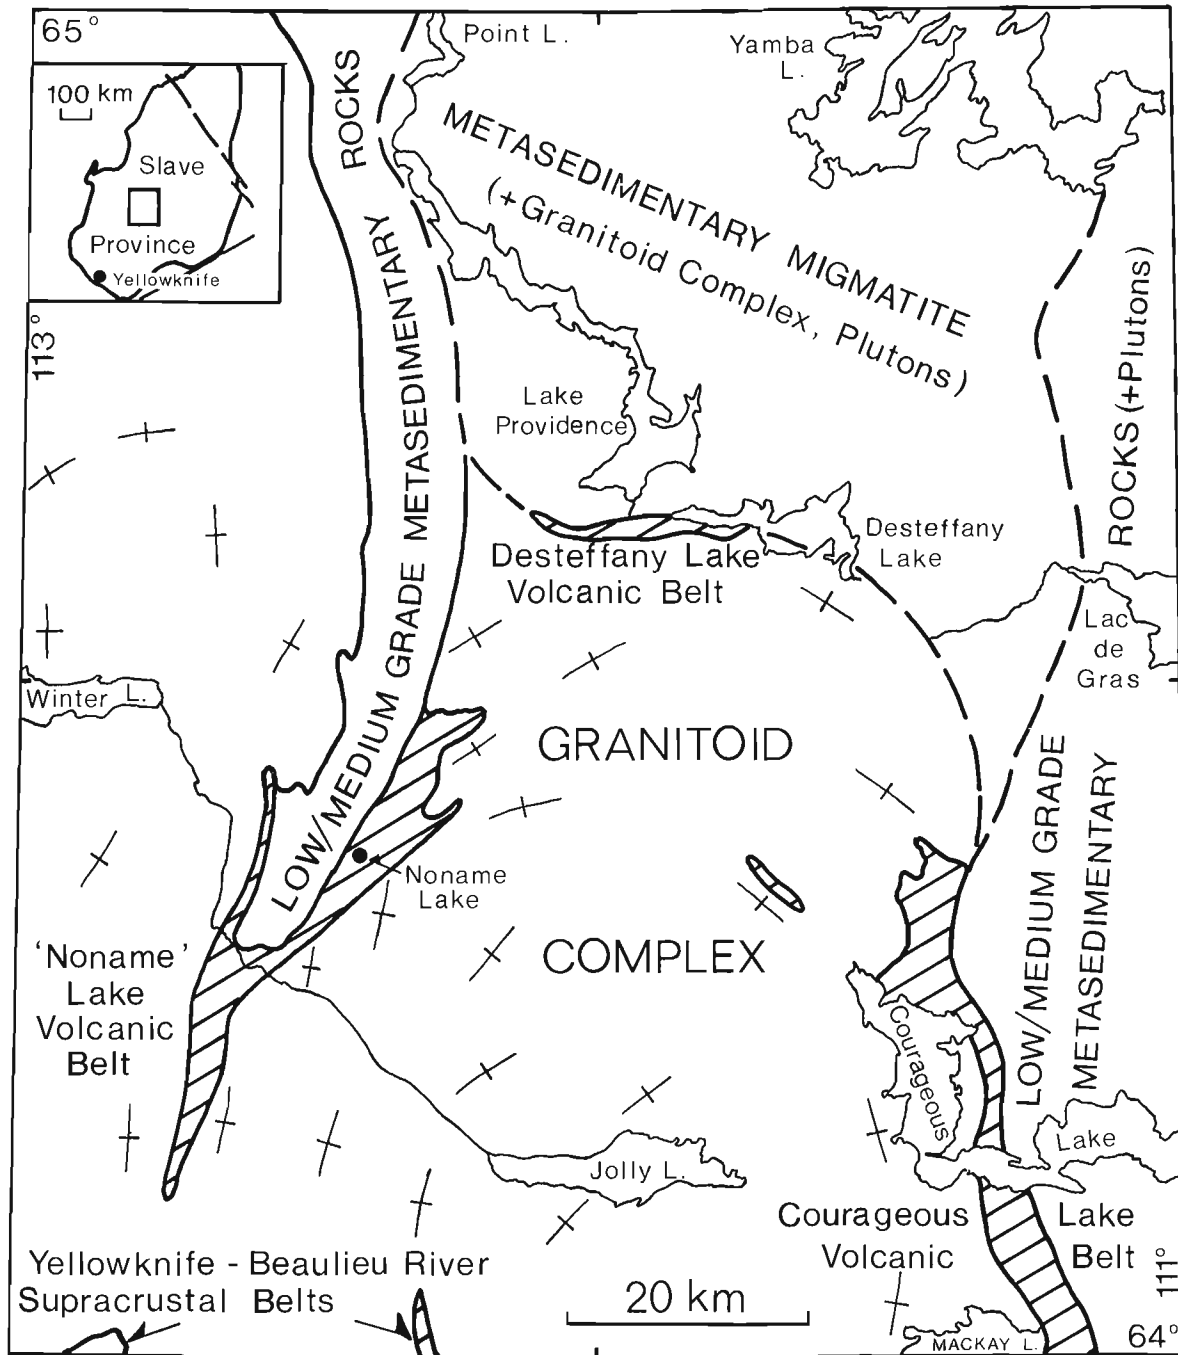 65°
Point L.
Yamba
L.
100 km
Slave
Province
Yellowknife
113°
ROCKS
METASEDIMENTARY MIGMATITE
(+Granitoid Complex, Plutons)
LOW/MEDIUM GRADE METASEDIMENTARY
ROCKS (+Plutons)
Lake
Providence
Desteffany
Lake
Desteffany Lake
Volcanic Belt
Lac
de
Gras
Winter L.
GRANITOID
COMPLEX
LOW/MEDIUM GRADE
METASEDIMENTARY
Noname
Lake
'Noname'
Lake
Volcanic
Belt
Courageous
Lake
Jolly L.
Courageous Lake
Volcanic Belt
Yellowknife - Beaulieu River
Supracrustal Belts
20 km
111°
MACKAY L.
64°